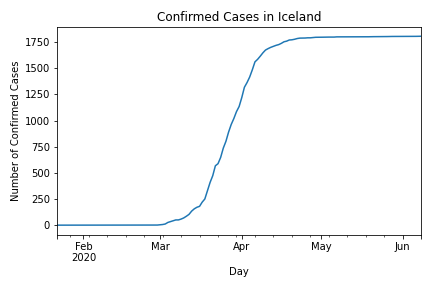 Confirmed Cases in Iceland
1750
1500
1250
1000
750
500
250
0
Number of Confirmed Cases
Feb
2020
Mar
Apr
May
Jun
Day